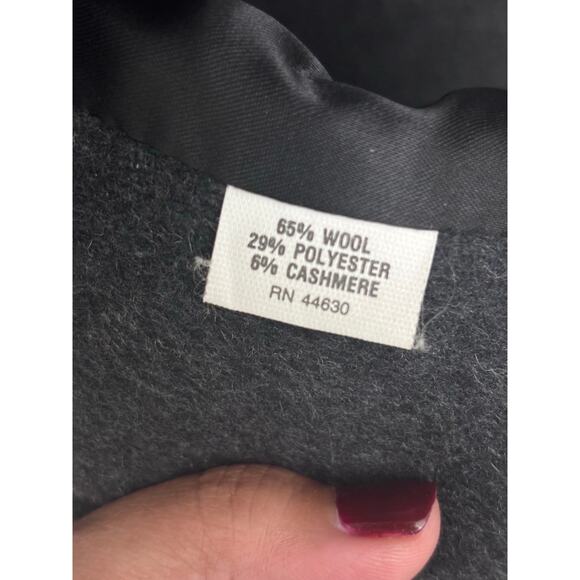 65% WOOL
29% POLYESTER
6% CASHMERE
RN 44630